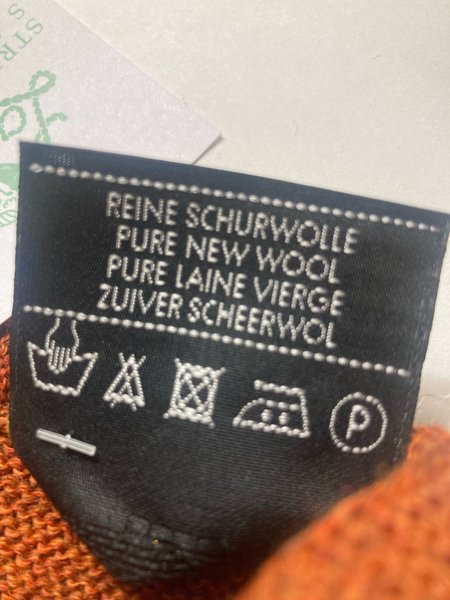 REINE SCHURWOLLE
PURE NEW WOOL
PURE LAINE VIERGE
ZUIVER SCHEERWOL
P